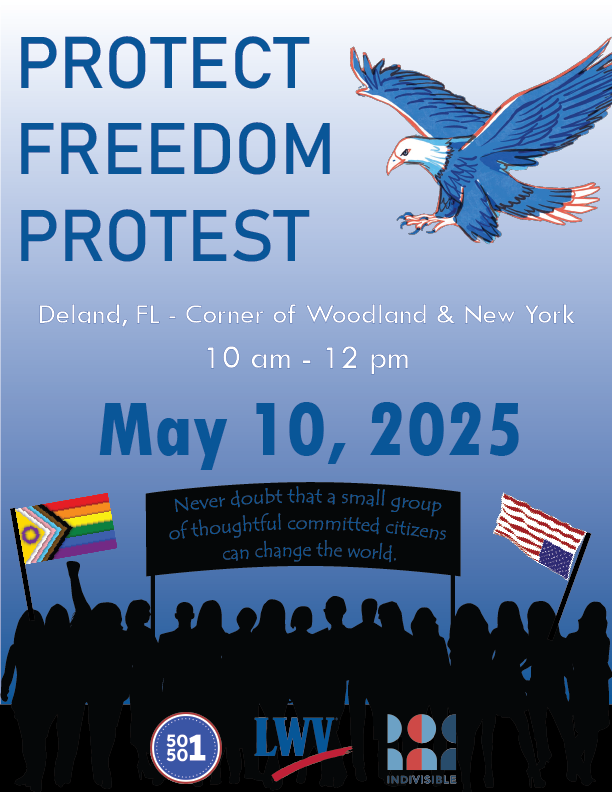 PROTECT
FREEDOM
PROTEST
Deland, FL - Corner of Woodland & New York
10 am - 12 pm
May 10, 2025
Never doubt that a small group
of thoughtful committed citizens
can change the world.
50
50
1
LWV
INDIVISIBLE